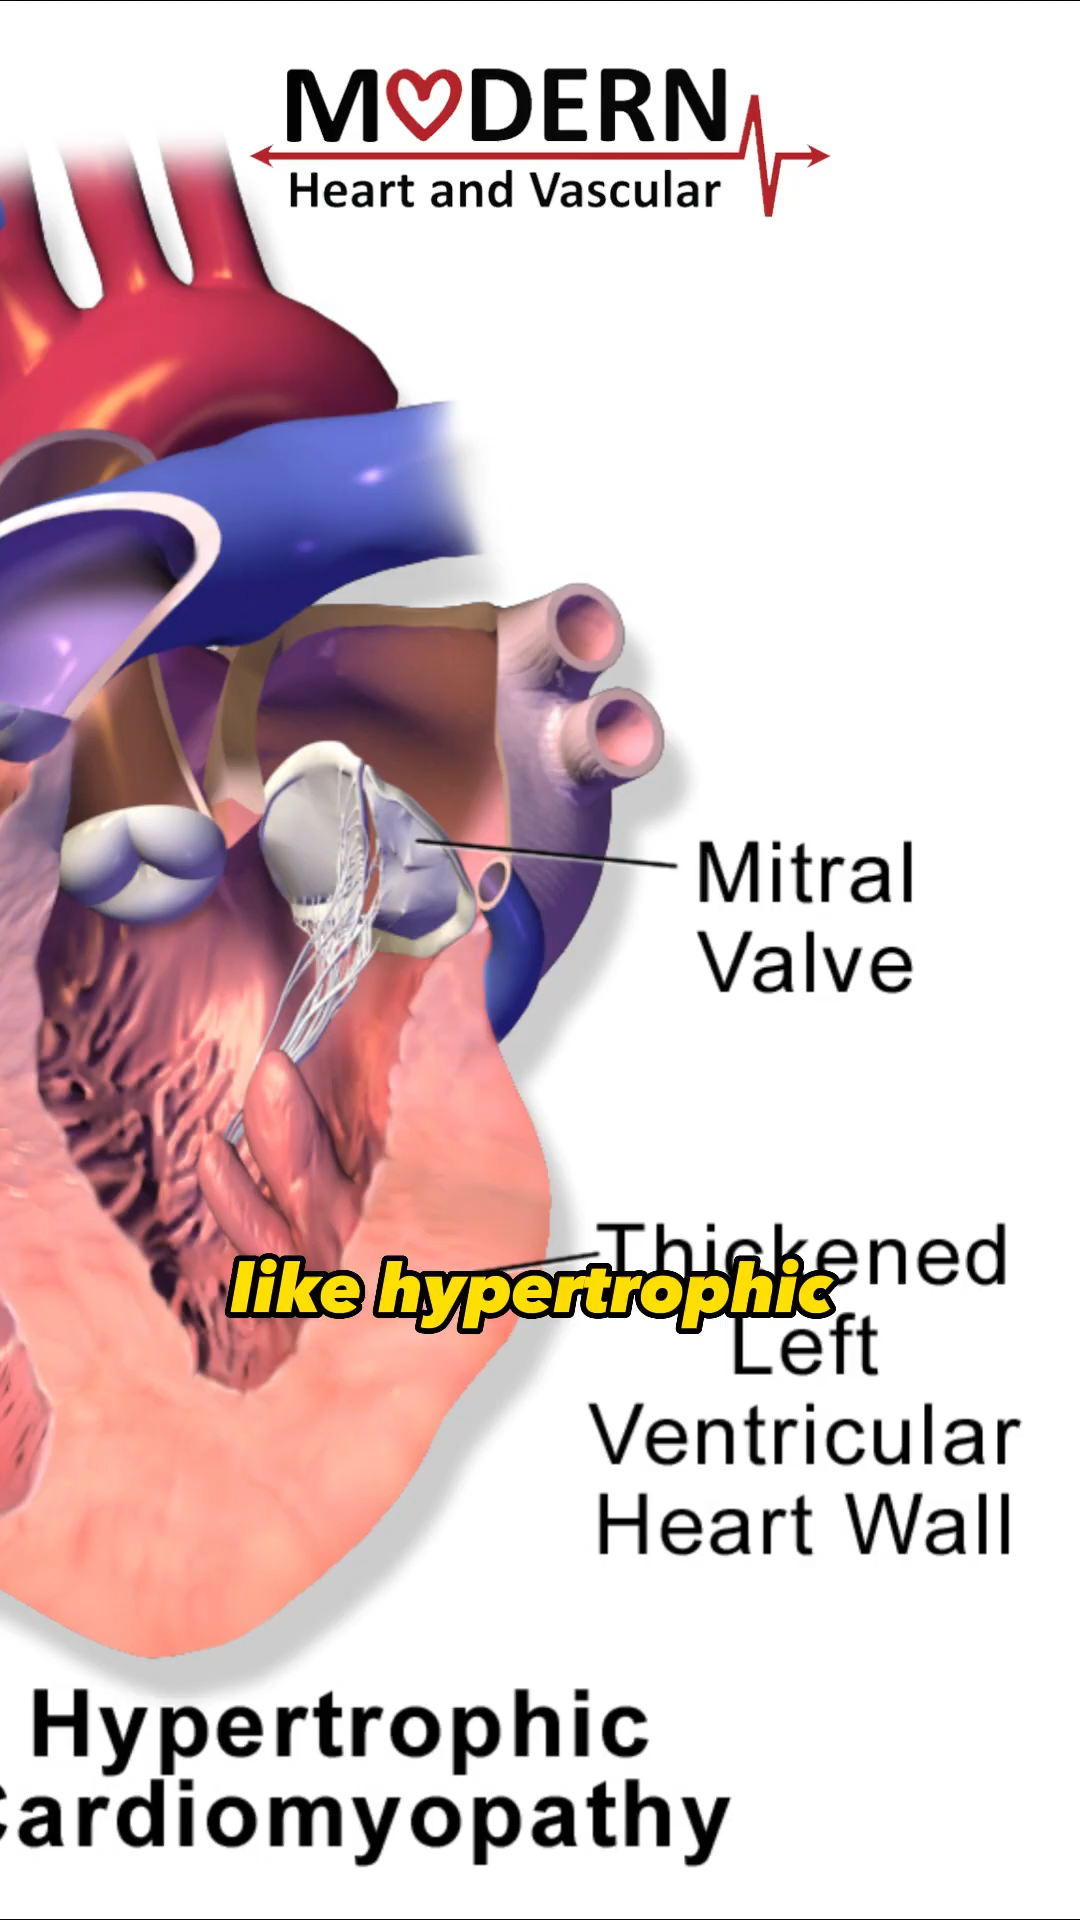 MODERN
Heart and Vascular
Mitral
Valve
Thickened
like hypertrophic
Left
Ventricular
Heart Wall
Hypertrophic
Cardiomyopathy